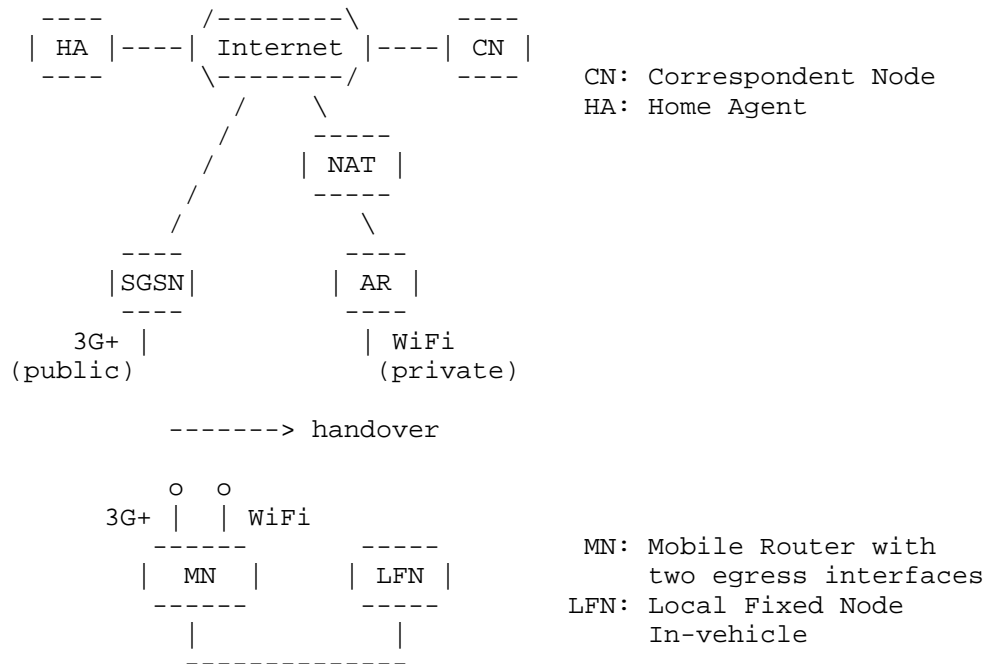 HA Internet CN
CN: Correspondent Node
HA: Home Agent
NAT
SGSN AR
3G+ WiFi
(public) (private)
-------> handover
o o
3G+ WiFi
MN: Mobile Router with
MN LFN two egress interfaces
LFN: Local Fixed Node
In-vehicle